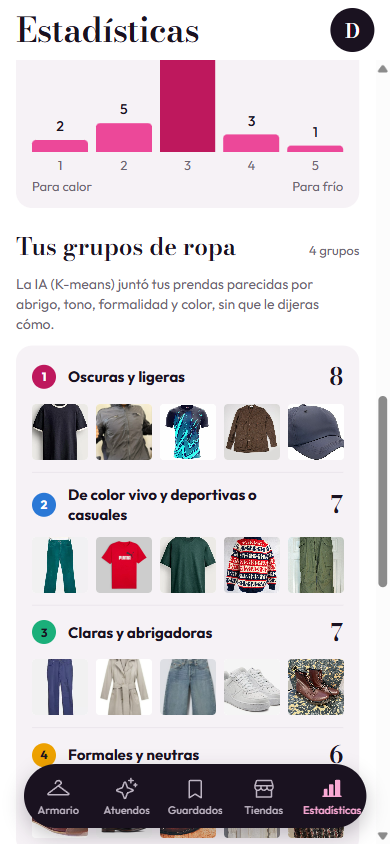 Estadísticas
D
2
5
3
1
1
2
3
4
5
Para calor
Para frío
Tus grupos de ropa
4 grupos
La IA (K-means) juntó tus prendas parecidas por
abrigo, tono, formalidad y color, sin que le dijeras
cómo.
1
Oscuras y ligeras
8
2
De color vivo y deportivas o
casuales
7
PUMA
3
Claras y abrigadoras
7
4
Formales y neutras
6
Armario
Atuendos
Guardados
Tiendas
Estadísticas